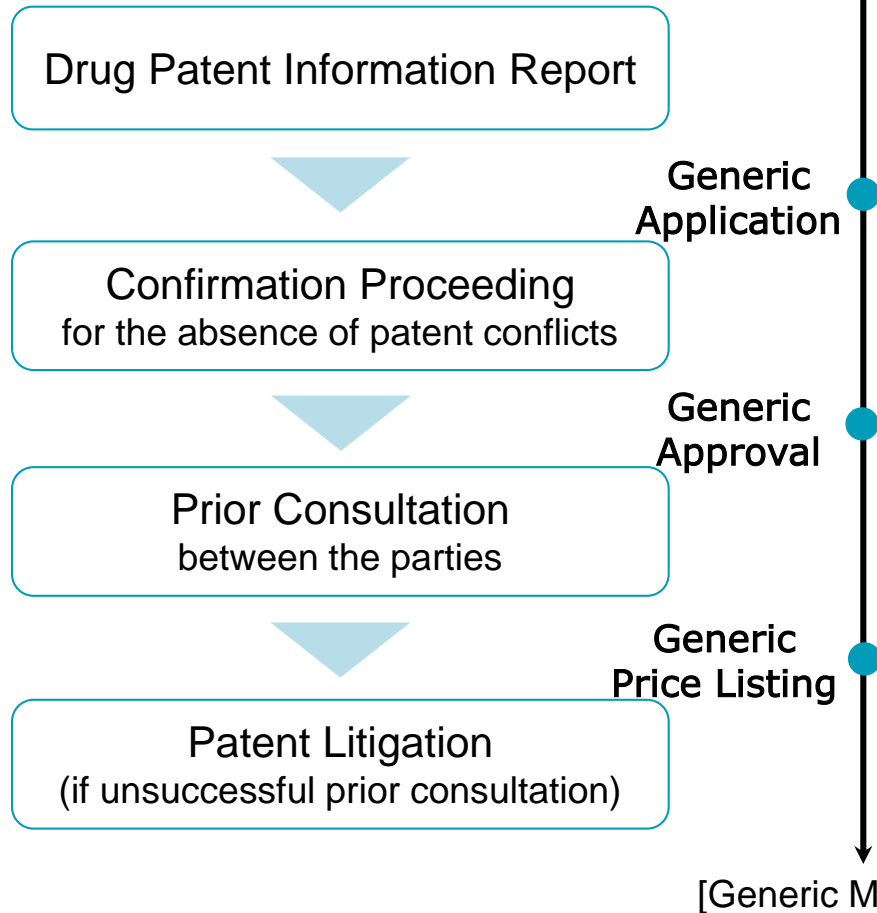 Drug Patent Information Report
Generic
Application
Confirmation Proceeding
for the absence of patent conflicts
Generic
Approval
Prior Consultation
between the parties
Generic
Price Listing
Patent Litigation
(if unsuccessful prior consultation)
[Generic M